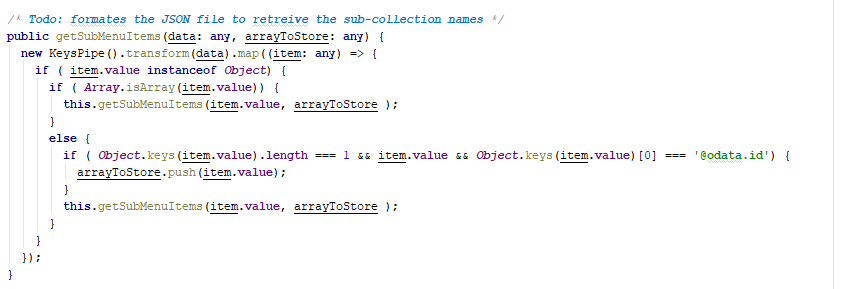 /* Todo: formates the JSON file to retreive the sub-collection names */
public getSubMenuItems(data: any, arrayToStore: any) {
  new KeysPipe().transform(data).map((item: any) => {
    if ( item.value instanceof Object) {
      if ( Array.isArray(item.value)) {
        this.getSubMenuItems(item.value, arrayToStore );
      }
      else {
        if ( Object.keys(item.value).length === 1 && item.value && Object.keys(item.value)[0] === '@odata.id') {
          arrayToStore.push(item.value);
        }
        this.getSubMenuItems(item.value, arrayToStore );
      }
    }
  });
}